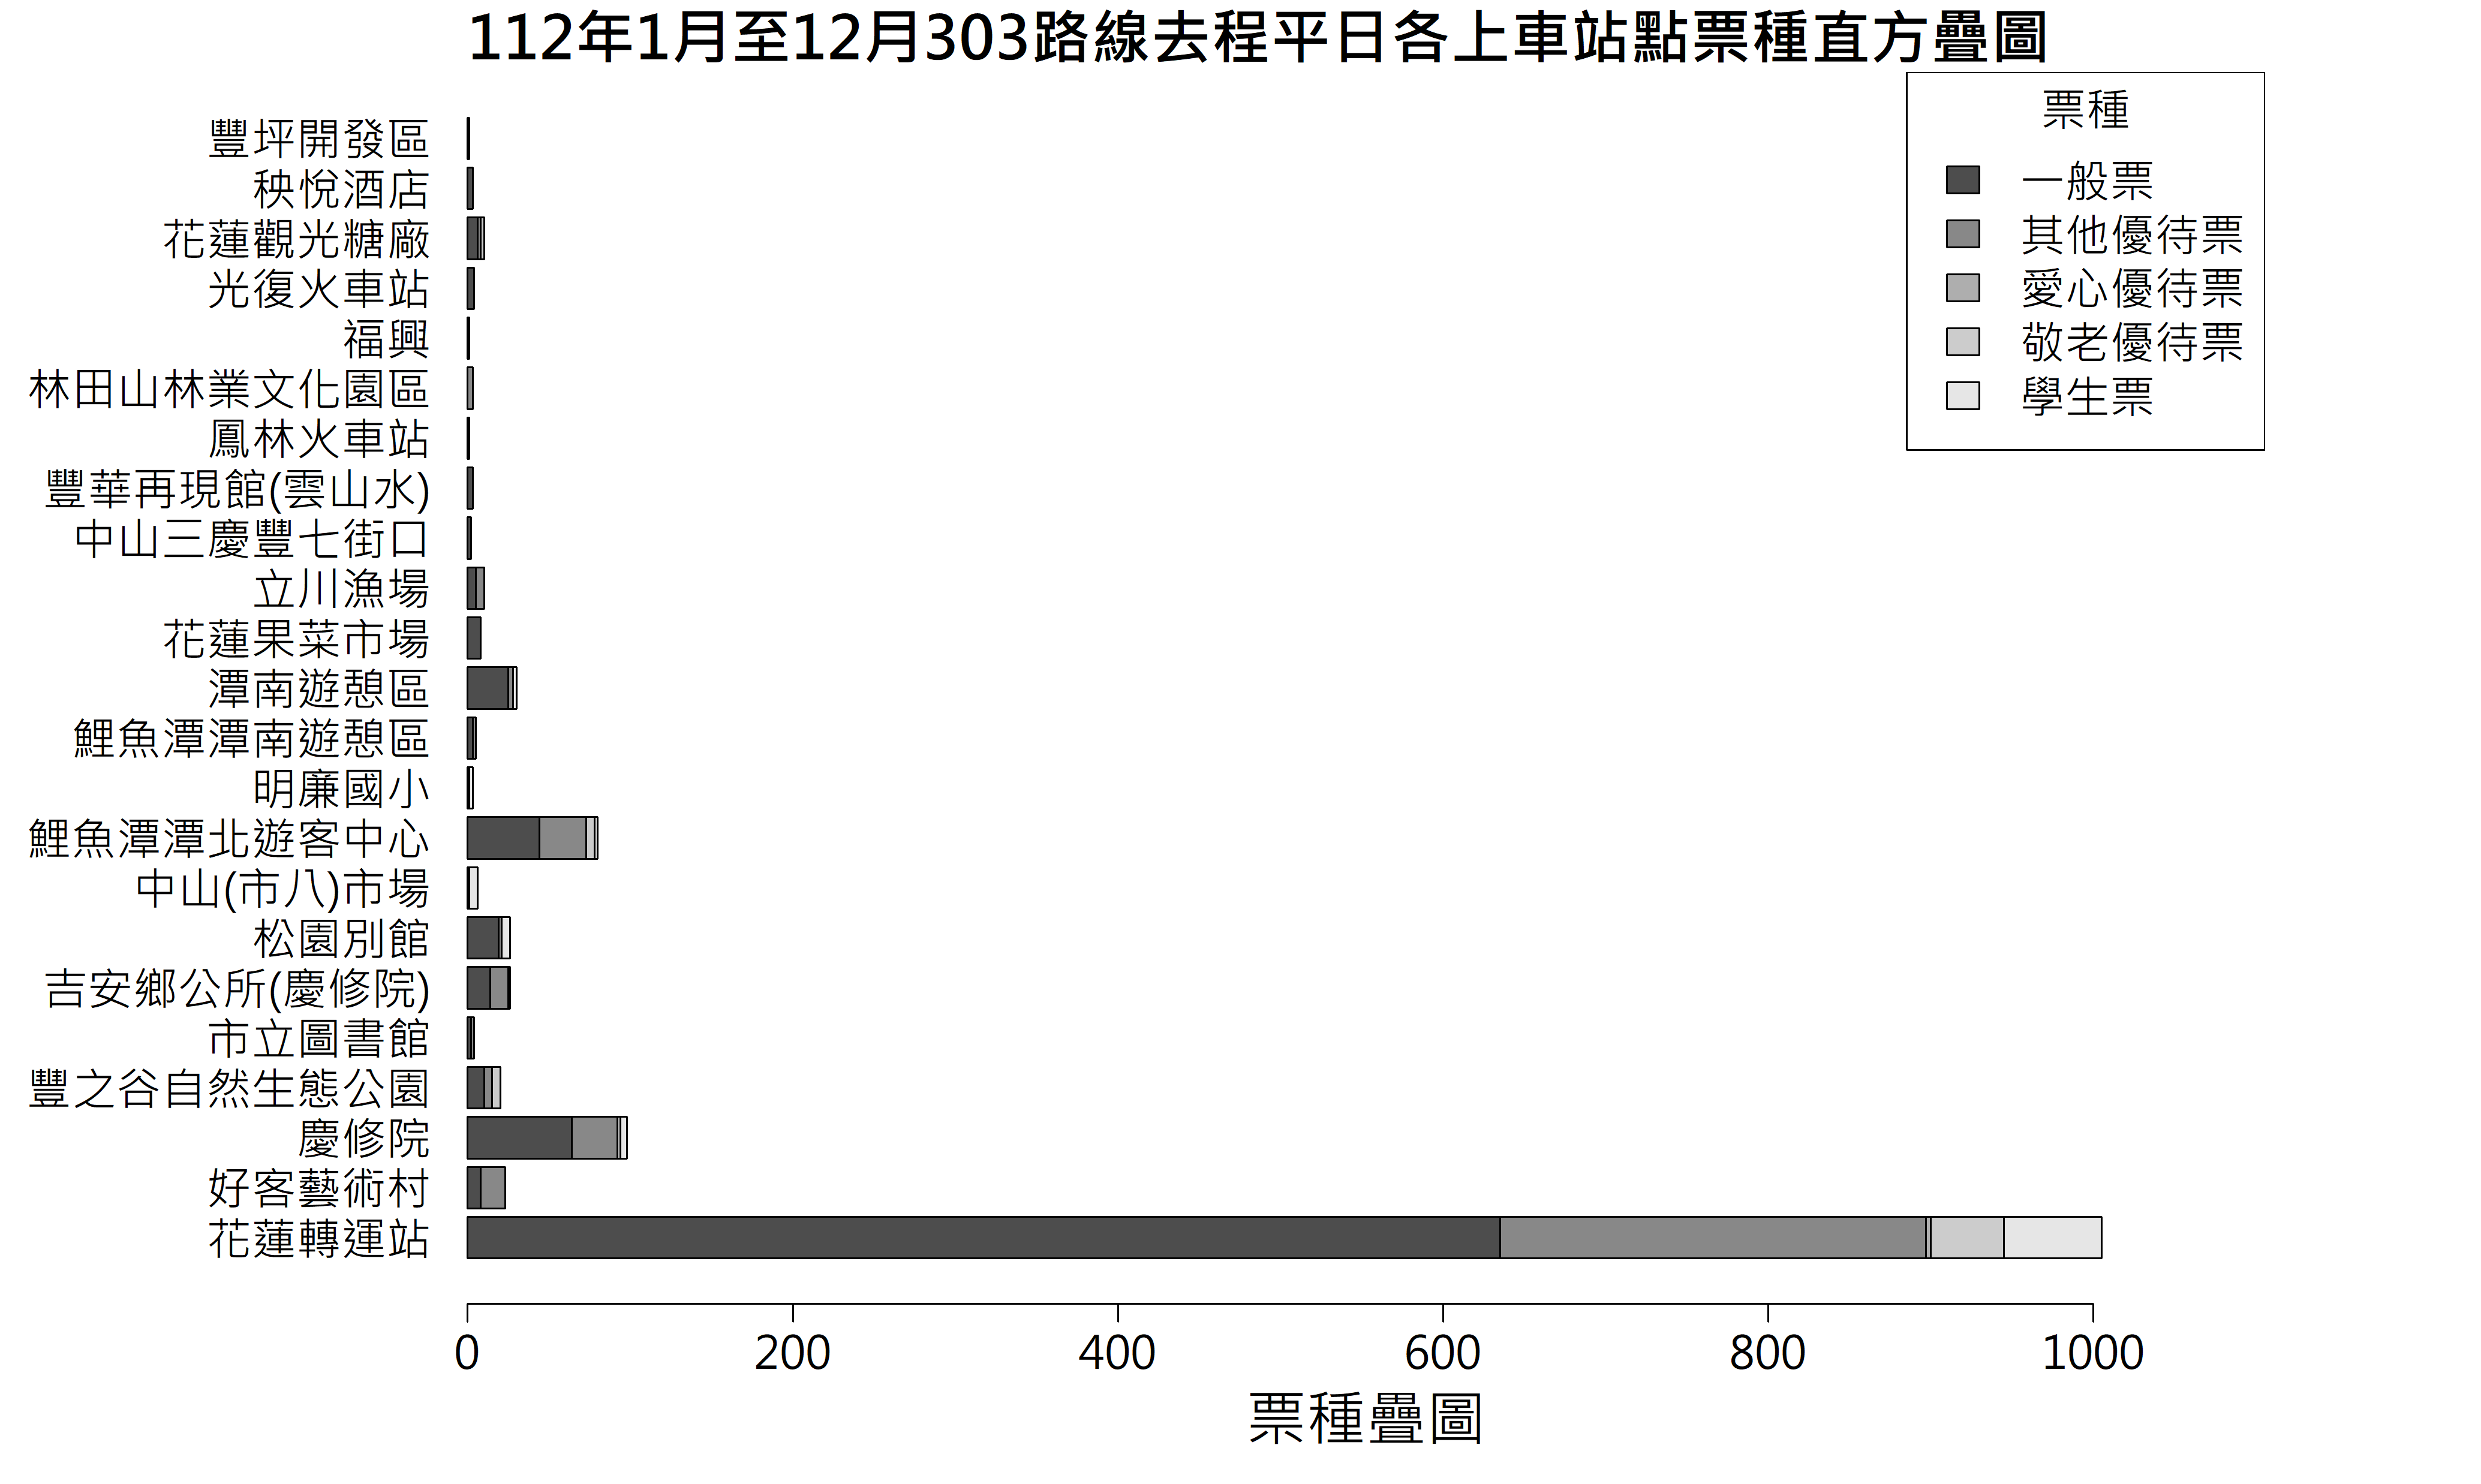 112年1月至12月303路線去程平日各上車站點票種直方疊圖
票種
一般票
其他優待票
愛心優待票
敬老優待票
學生票
豐坪開發區
秧悅酒店
花蓮觀光糖廠
光復火車站
福興
林田山林業文化園區
鳳林火車站
豐華再現館(雲山水)
中山三慶豐七街口
立川漁場
花蓮果菜市場
潭南遊憩區
鯉魚潭潭南遊憩區
明廉國小
鯉魚潭潭北遊客中心
中山(市八)市場
松園別館
吉安鄉公所(慶修院)
市立圖書館
豐之谷自然生態公園
慶修院
好客藝術村
花蓮轉運站
0 200 400 600 800 1000
票種疊圖